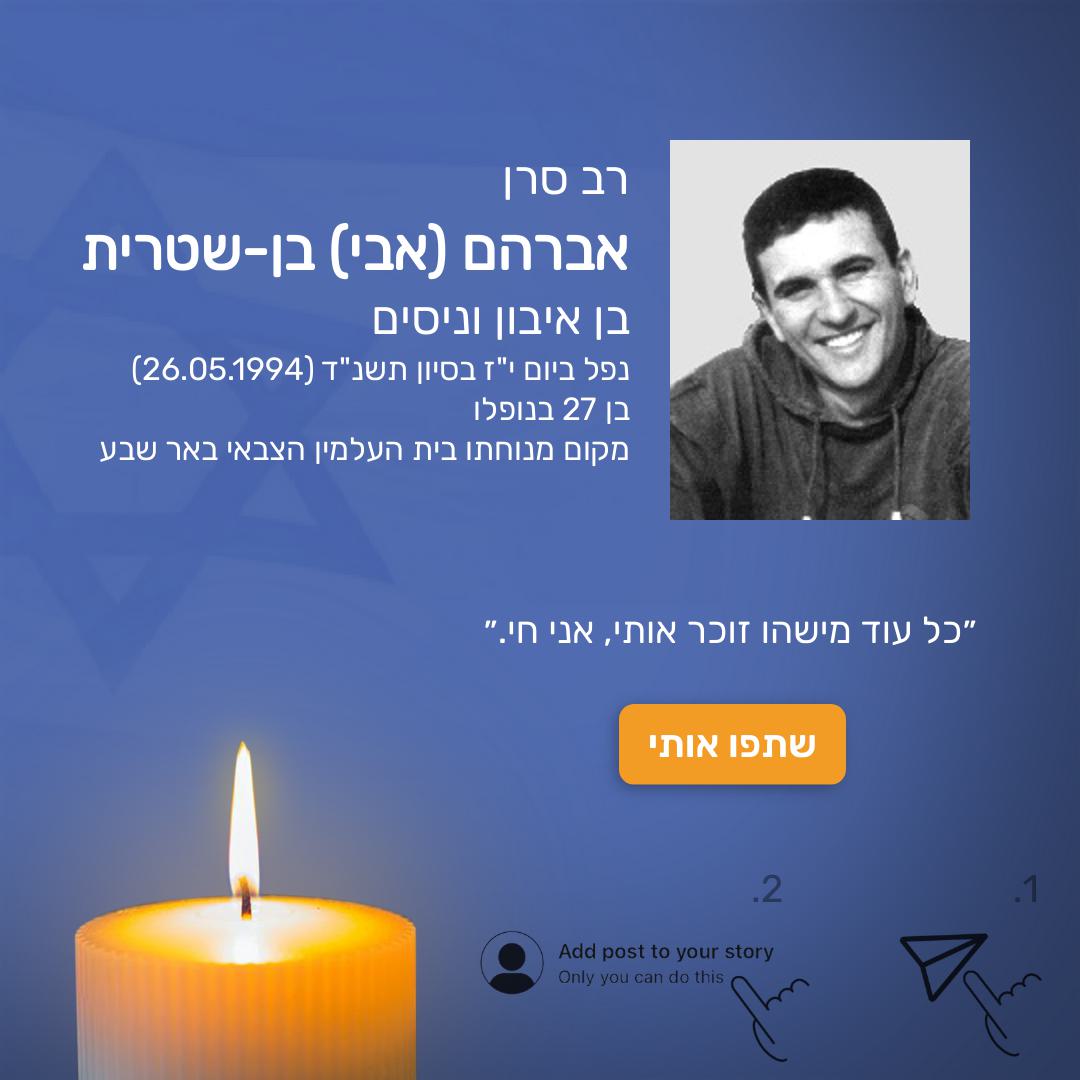 רב סרן
אברהם (אבי) בן-שטרית
בן איבון וניסים
נפל ביום י"ז בסיון תשנ"ד (26.05.1994)
בן 27 בנופלו
מקום מנוחתו בית העלמין הצבאי באר שבע
״כל עוד מישהו זוכר אותי, אני חי.״
שתפו אותי
1.
2.
Add post to your story
Only you can do this